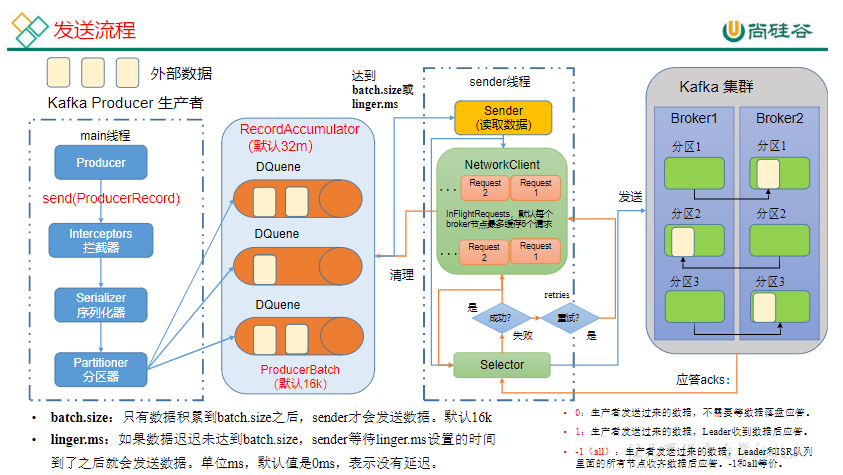 发送流程
尚硅谷
外部数据
Kafka Producer 生产者
main线程
Producer
send(ProducerRecord)
Interceptors
拦截器
Serializer
序列化器
Partitioner
分区器
RecordAccumulator
(默认32m)
DQuene
DQuene
DQuene
ProducerBatch
(默认16k)
达到
batch.size或
linger.ms
清理
sender线程
Sender
(读取数据)
NetworkClient
...
Request
2
Request
1
InFlightRequests，默认每个
broker节点最多缓存5个请求
...
Request
2
Request
1
是
成功?
失败
retries
重试?
是
Selector
发送
Kafka 集群
Broker1
分区1
分区2
分区3
Broker2
分区1
分区2
分区3
应答acks：
• batch.size：只有数据积累到batch.size之后，sender才会发送数据。默认16k
• linger.ms：如果数据迟迟未达到batch.size，sender等待linger.ms设置的时间
到了之后就会发送数据。单位ms，默认值是0ms，表示没有延迟。
• 0：生产者发送过来的数据，不需要等数据落盘应答。
• 1：生产者发送过来的数据，Leader收到数据后应答。
• -1（all）：生产者发送过来的数据，Leader和ISR队列
里面的所有节点收齐数据后应答。-1和all等价。